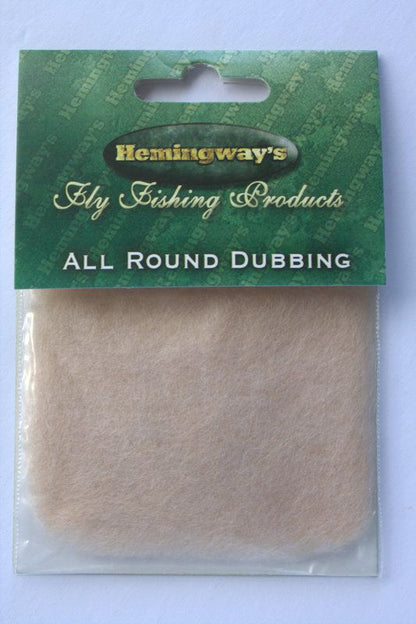 Hemingway's
Fly Fishing Products
ALL ROUND DUBBING